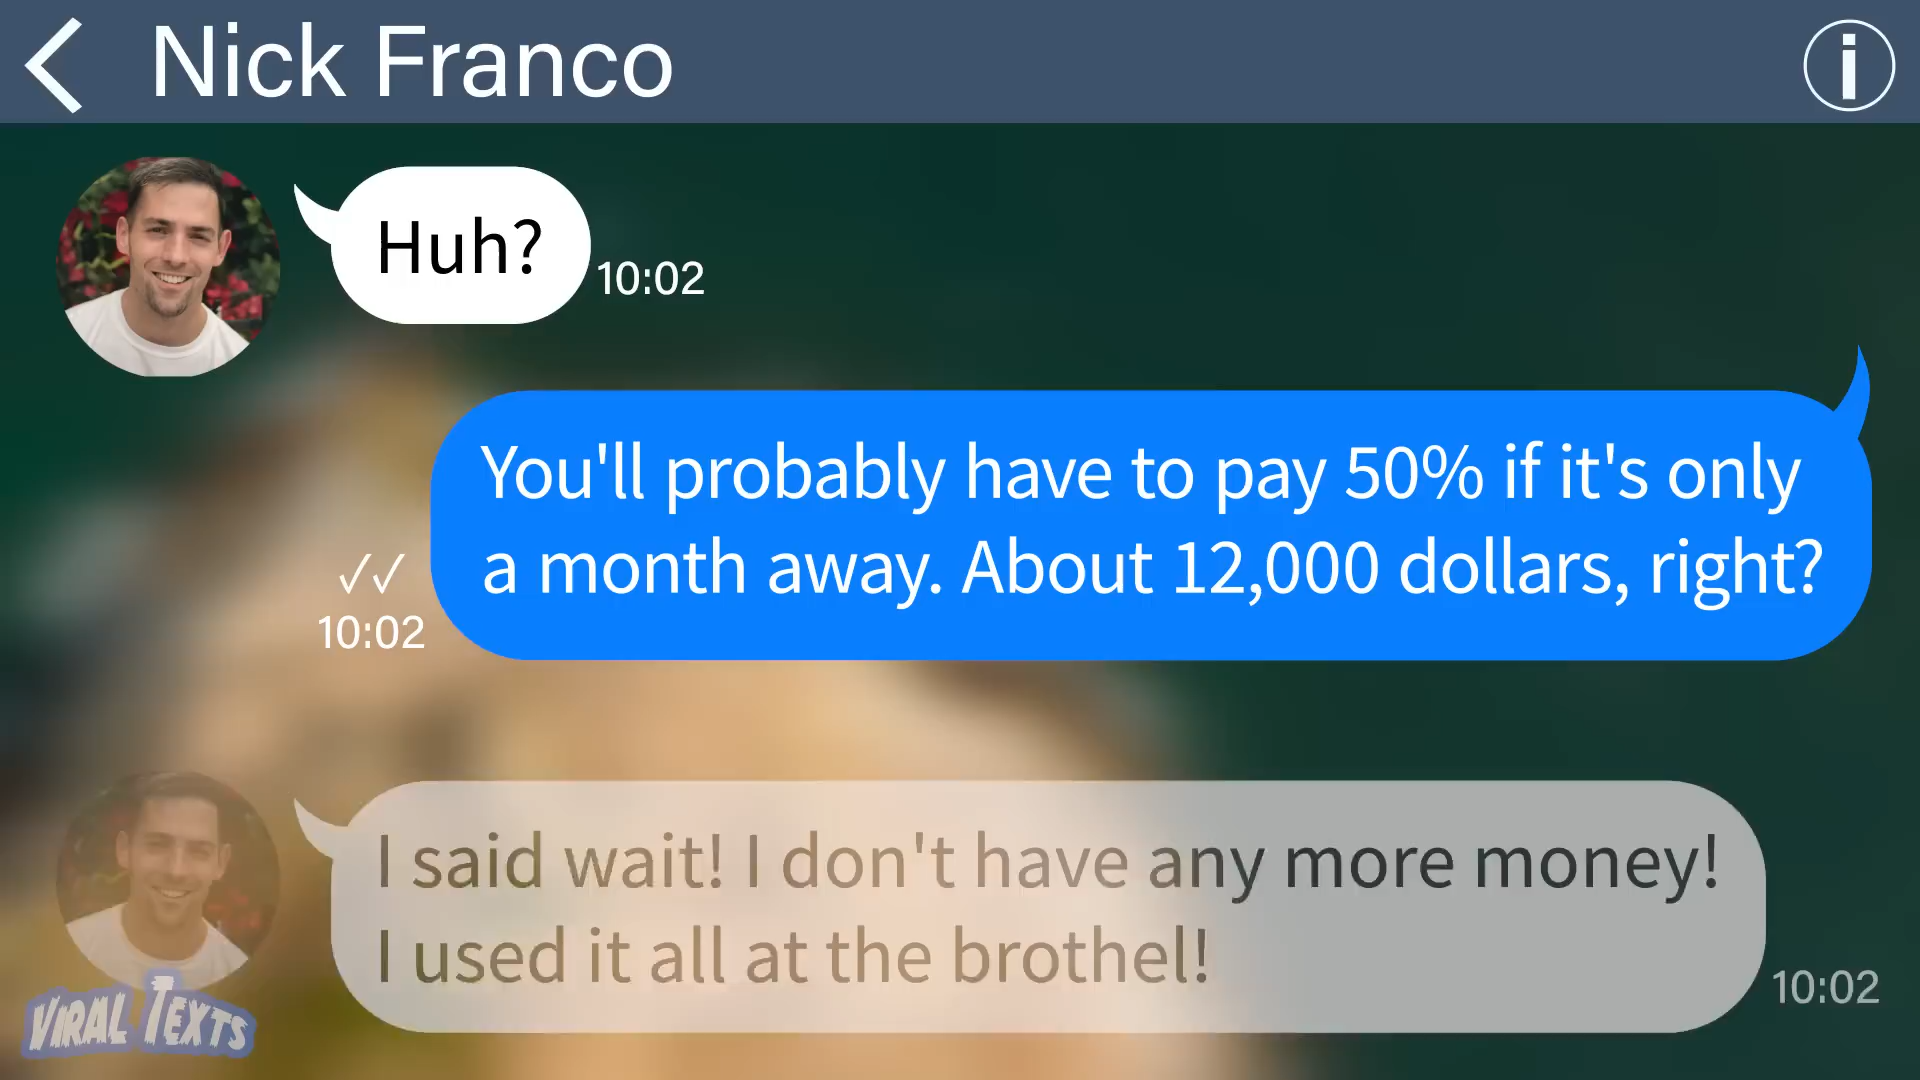 Nick Franco
Huh?
10:02
You'll probably have to pay 50% if it's only
a month away. About 12,000 dollars, right?
✓✓
10:02
I said wait! I don't have any more money!
I used it all at the brothel!
10:02
VIRAL TEXTS